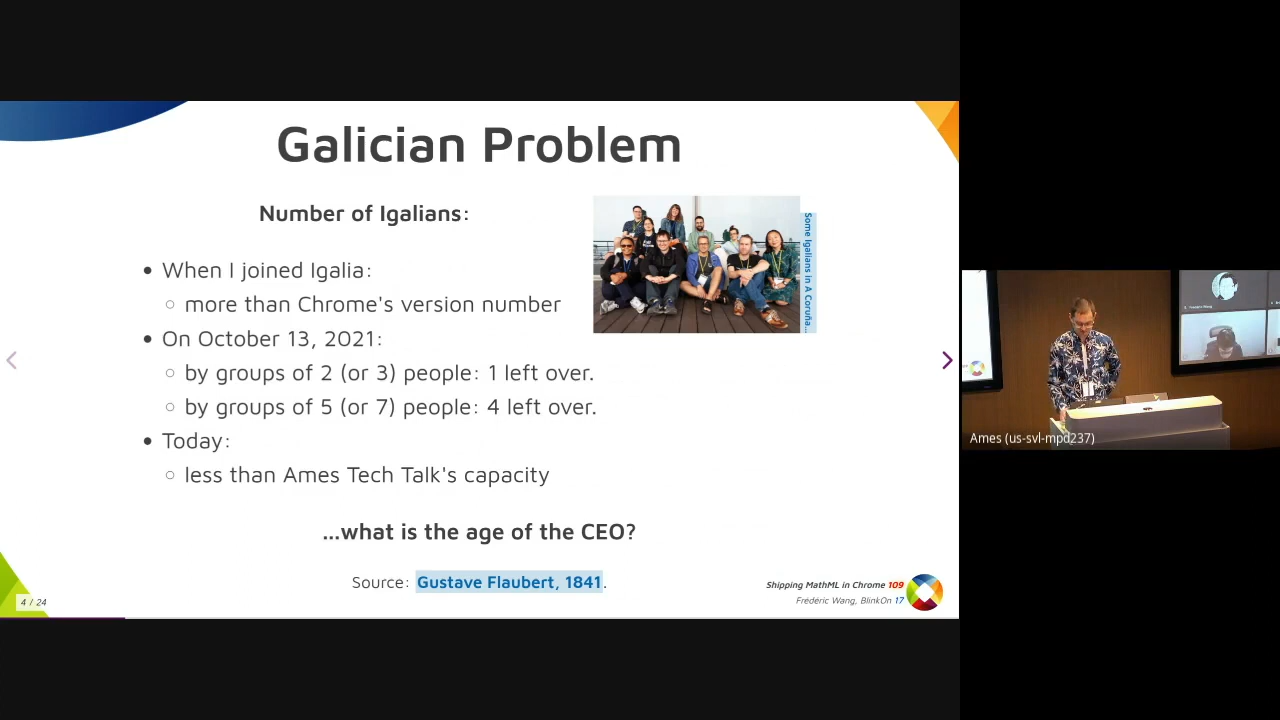 Galician Problem
Number of Igalians:
Some Igalians in A Coruña...
• When I joined Igalia:
○ more than Chrome's version number
• On October 13, 2021:
○ by groups of 2 (or 3) people: 1 left over.
○ by groups of 5 (or 7) people: 4 left over.
• Today:
○ less than Ames Tech Talk's capacity
...what is the age of the CEO?
Source: Gustave Flaubert, 1841.
4 / 24
Shipping MathML in Chrome 109
Frédéric Wang, BlinkOn 17
Ames (us-svl-mpd237)